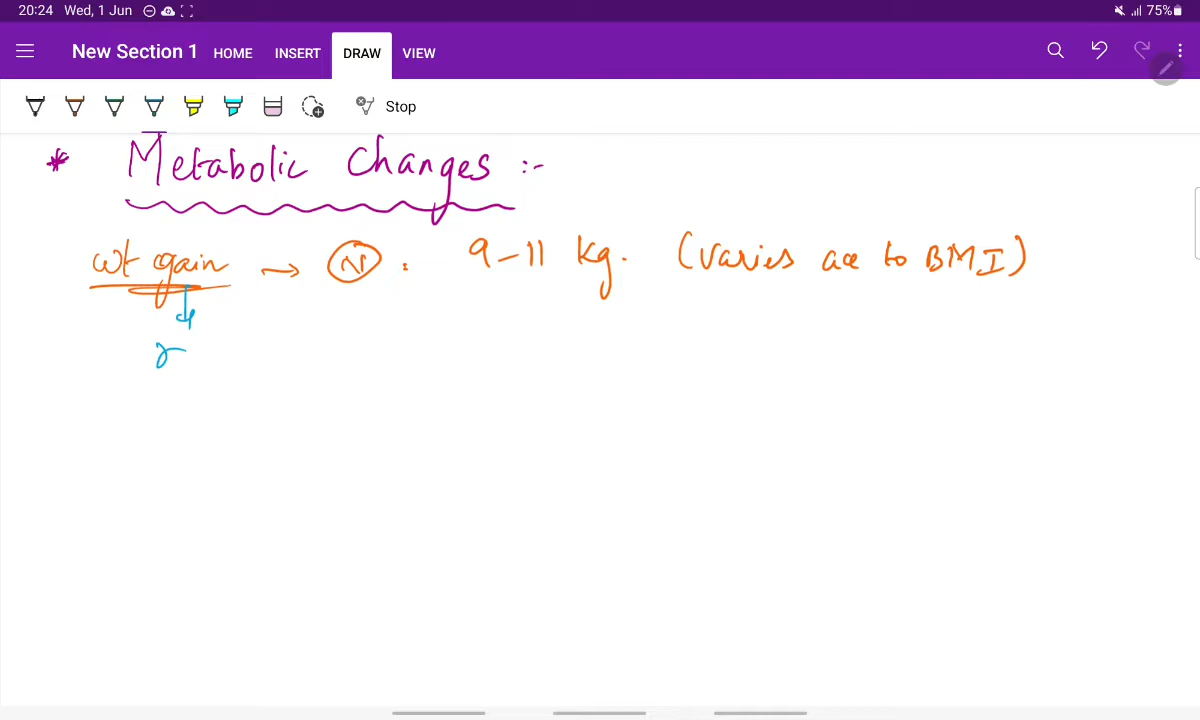 20:24 Wed, 1 Jun 75%
New Section 1 HOME INSERT DRAW VIEW
Stop
* Metabolic Changes :-
wt gain → N : 9-11 kg. (varies acc to BMI)